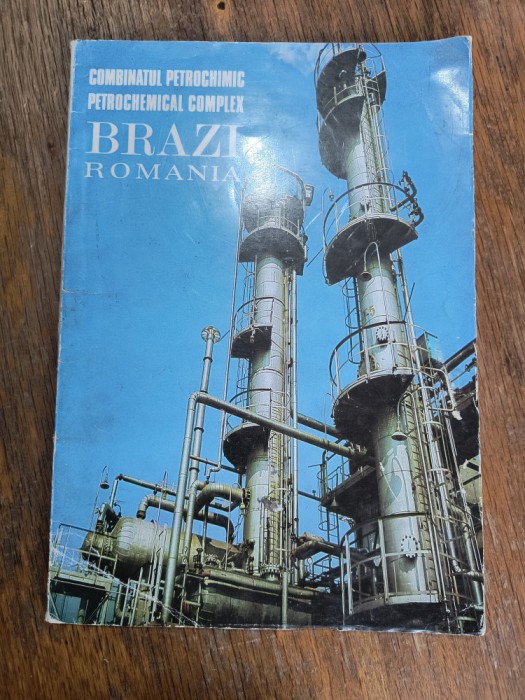 COMBINATUL PETROCHIMIC
PETROCHEMICAL COMPLEX
BRAZI
ROMANIA